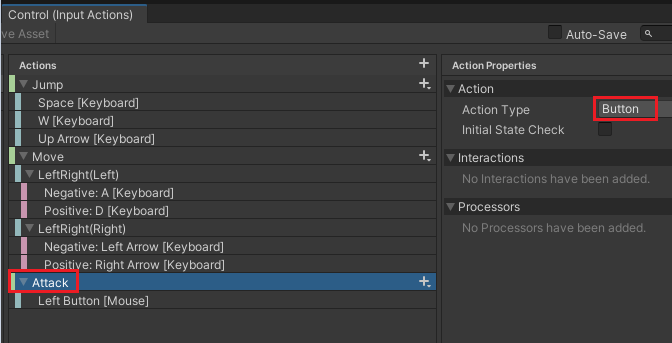 Control (Input Actions)
ve Asset
Auto-Save
Actions
Jump
Space [Keyboard]
W [Keyboard]
Up Arrow [Keyboard]
Move
LeftRight(Left)
Negative: A [Keyboard]
Positive: D [Keyboard]
LeftRight(Right)
Negative: Left Arrow [Keyboard]
Positive: Right Arrow [Keyboard]
Attack
Left Button [Mouse]
Action Properties
Action
Action Type Button
Initial State Check
Interactions
No Interactions have been added.
Processors
No Processors have been added.